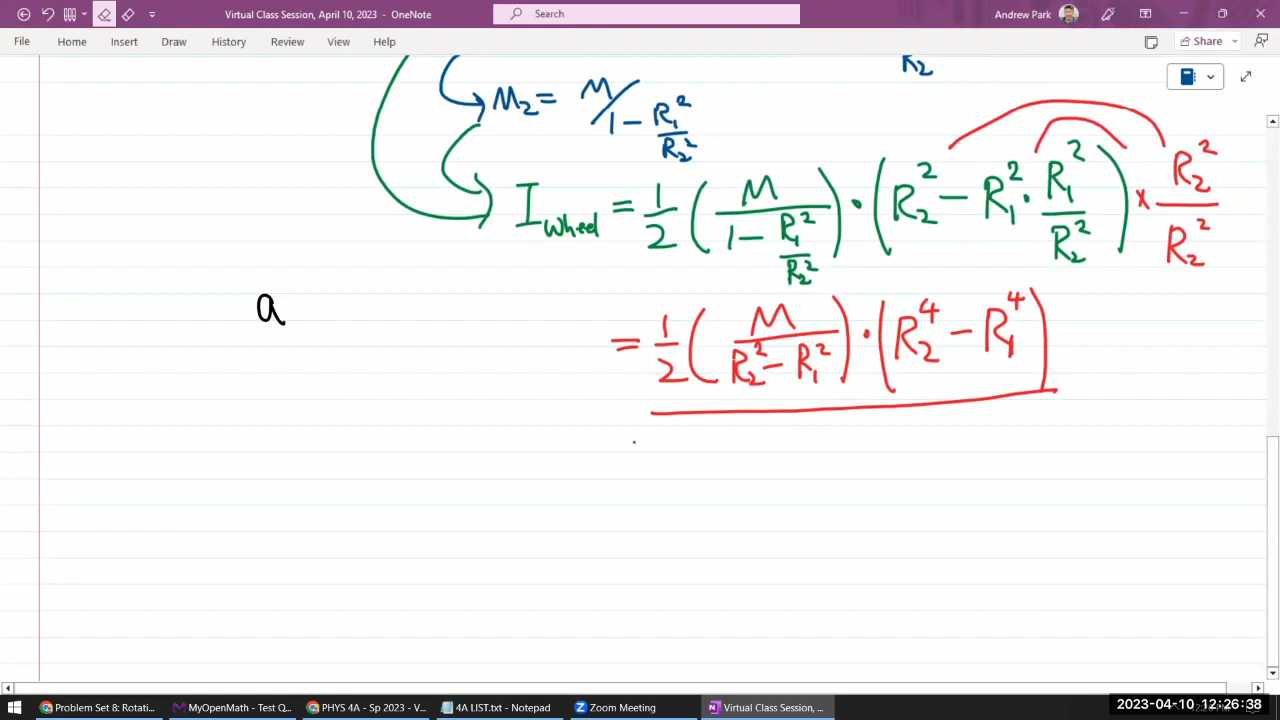 Virtual Class Session, April 10, 2023 - OneNote
Search
Andrew Park
File Home Insert Draw History Review View Help
Share
R₂
M₂ = M / 1 - R₁²/R₂²
I wheel = 1/2 ( M / 1 - R₁²/R₂² ) · ( R₂² - R₁² · R₁²/R₂² ) × R₂²/R₂²
a
= 1/2 ( M / R₂² - R₁² ) · ( R₂⁴ - R₁⁴ )
Problem Set & Rotati...
MyOpenMath - Test Q...
PHYS 4A - Sp 2023 - V...
4A LIST.txt - Notepad
Zoom Meeting
Virtual Class Session,...
2023-04-10 12:26:38